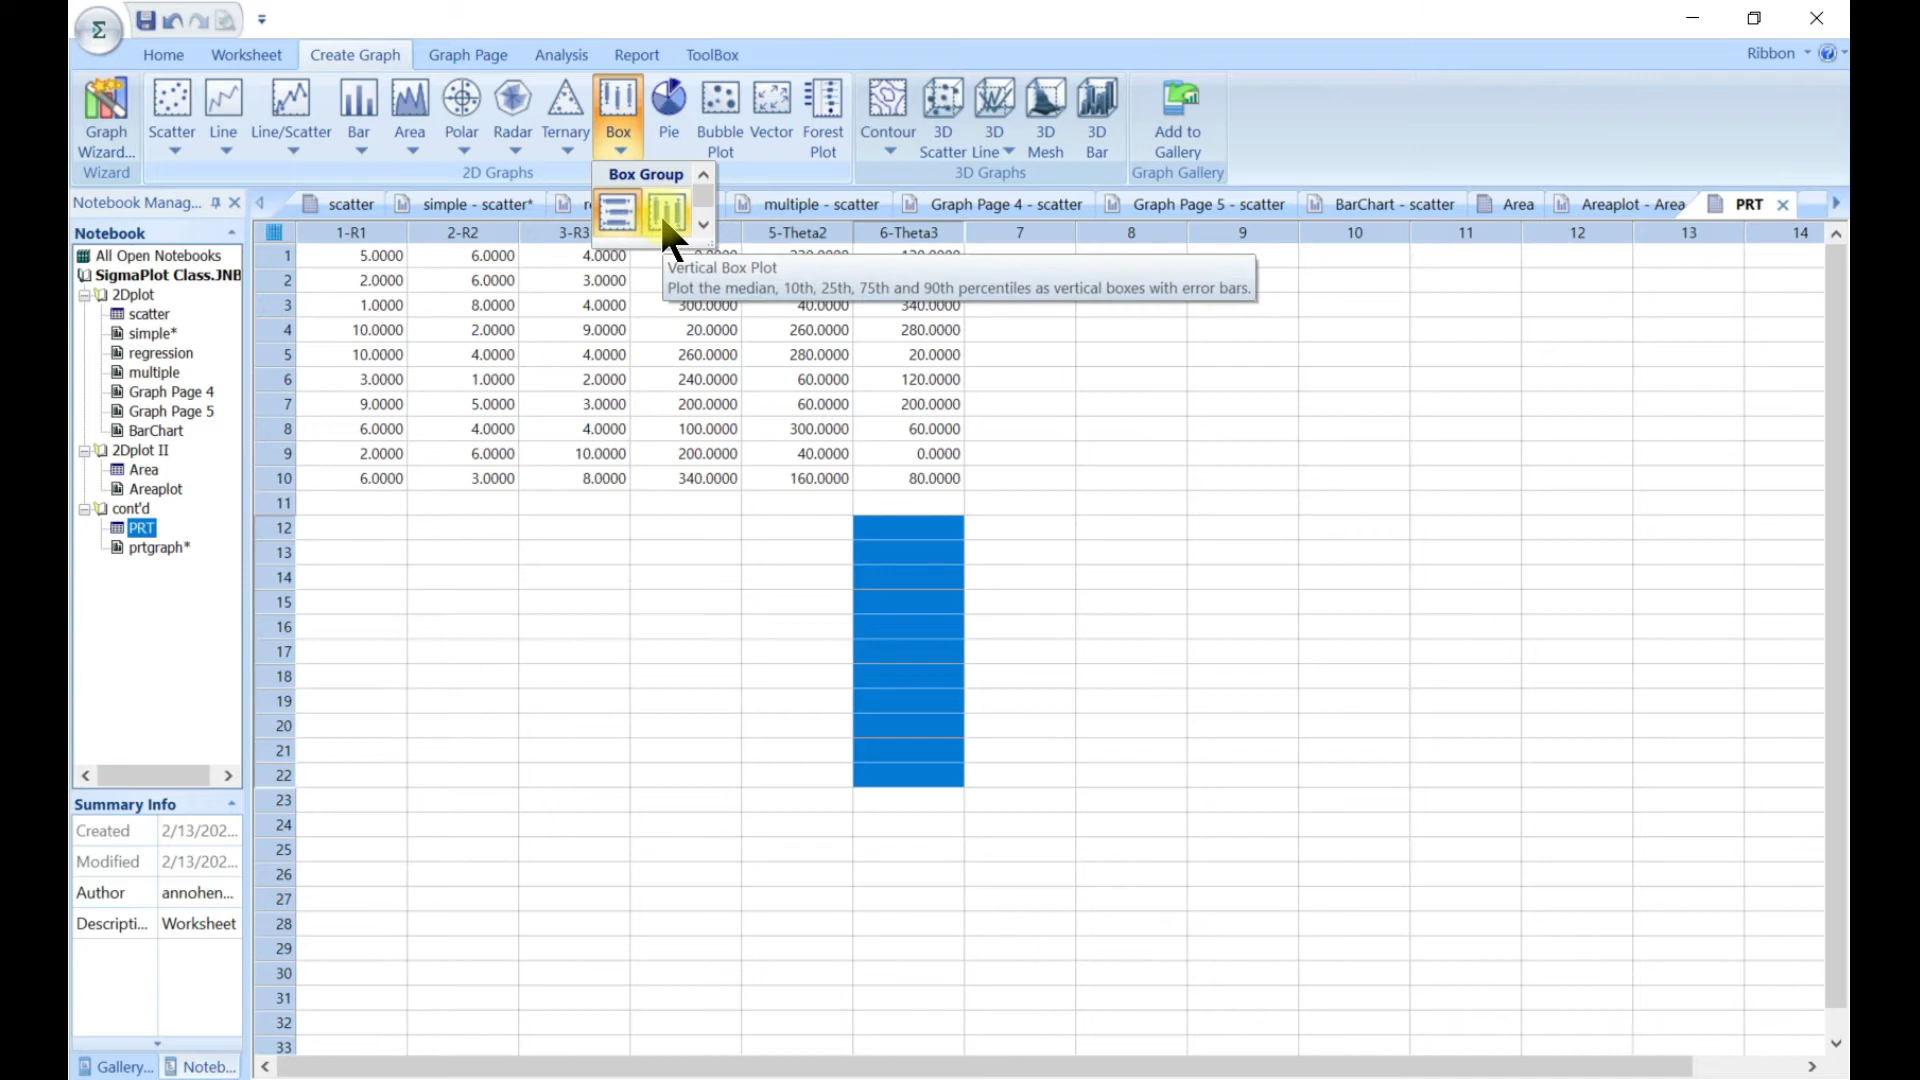 Σ
Home Worksheet Create Graph Graph Page Analysis Report ToolBox Ribbon
Graph Wizard... Scatter Line Line/Scatter Bar Area Polar Radar Ternary Box Pie Bubble Plot Vector Forest Plot Contour 3D Scatter 3D Line 3D Mesh 3D Bar Add to Gallery
Wizard 2D Graphs 3D Graphs Graph Gallery
Box Group
Notebook Manag... scatter simple - scatter* multiple - scatter Graph Page 4 - scatter Graph Page 5 - scatter BarChart - scatter Area Areaplot - Area PRT
Vertical Box Plot
Plot the median, 10th, 25th, 75th and 90th percentiles as vertical boxes with error bars.
Notebook
All Open Notebooks
SigmaPlot Class.JNB
2Dplot
scatter
simple*
regression
multiple
Graph Page 4
Graph Page 5
BarChart
2Dplot II
Area
Areaplot
cont'd
PRT
prtgraph*
Summary Info
Created 2/13/202...
Modified 2/13/202...
Author annohen...
Descripti... Worksheet
Gallery... Noteb...
1-R1 2-R2 3-R3 5-Theta2 6-Theta3 7 8 9 10 11 12 13 14
1 5.0000 6.0000 4.0000
2 2.0000 6.0000 3.0000
3 1.0000 8.0000 4.0000 300.0000 40.0000 340.0000
4 10.0000 2.0000 9.0000 20.0000 260.0000 280.0000
5 10.0000 4.0000 4.0000 260.0000 280.0000 20.0000
6 3.0000 1.0000 2.0000 240.0000 60.0000 120.0000
7 9.0000 5.0000 3.0000 200.0000 60.0000 200.0000
8 6.0000 4.0000 4.0000 100.0000 300.0000 60.0000
9 2.0000 6.0000 10.0000 200.0000 40.0000 0.0000
10 6.0000 3.0000 8.0000 340.0000 160.0000 80.0000
11
12
13
14
15
16
17
18
19
20
21
22
23
24
25
26
27
28
29
30
31
32
33